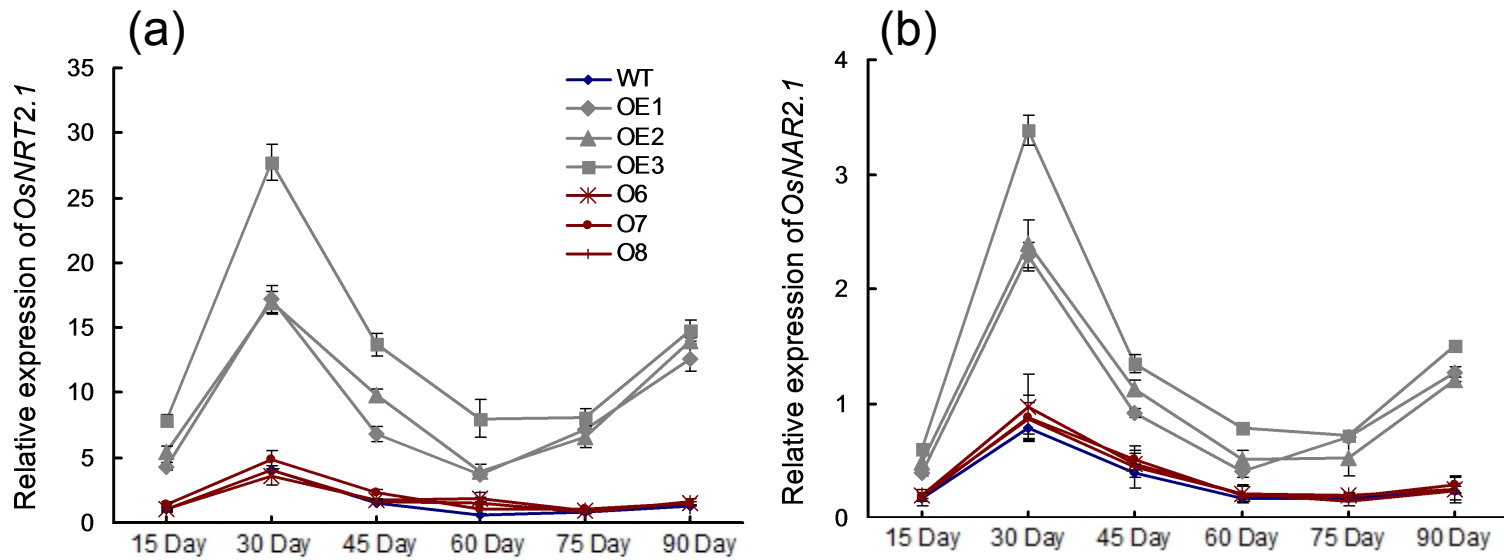 (a)
Relative expression of OsNRT2.1
35
30
25
20
15
10
5
0
WT
OE1
OE2
OE3
O6
O7
O8
15 Day 30 Day 45 Day 60 Day 75 Day 90 Day
(b)
Relative expression of OsNAR2.1
4
3
2
1
0
15 Day 30 Day 45 Day 60 Day 75 Day 90 Day